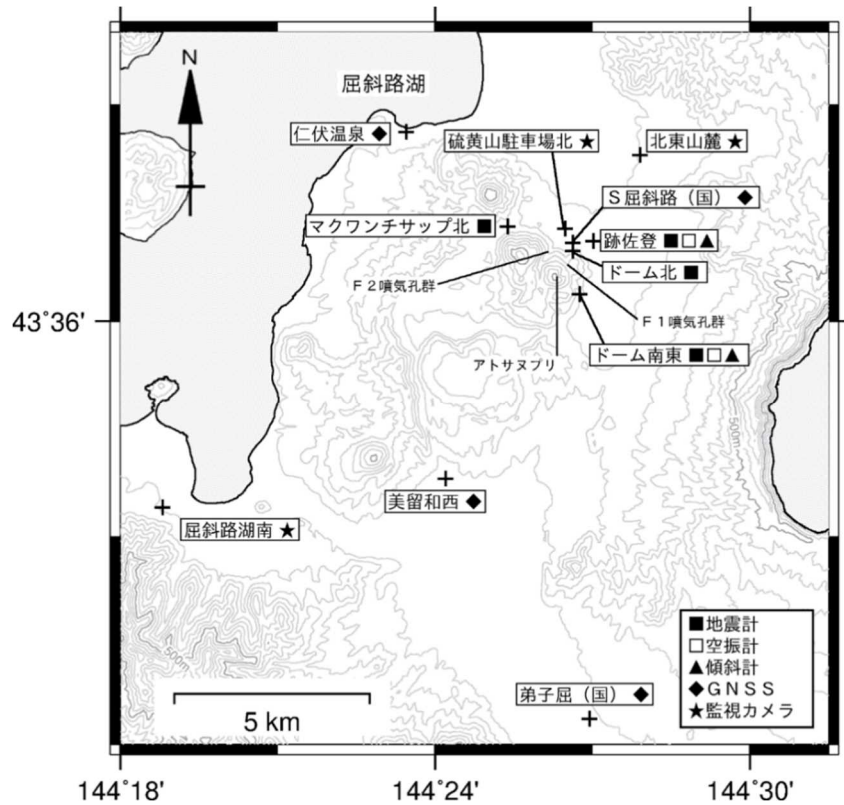 N
屈斜路湖
仁伏温泉◆
硫黄山駐車場北★
北東山麓★
S屈斜路（国）◆
マクワンチサップ北■
跡佐登■□▲
ドーム北■
F2噴気孔群
F1噴気孔群
43°36'
アトサヌプリ
ドーム南東■□▲
500m
美留和西◆
屈斜路湖南★
500m
■地震計
□空振計
▲傾斜計
◆GNSS
★監視カメラ
弟子屈（国）◆
5 km
144°18'
144°24'
144°30'